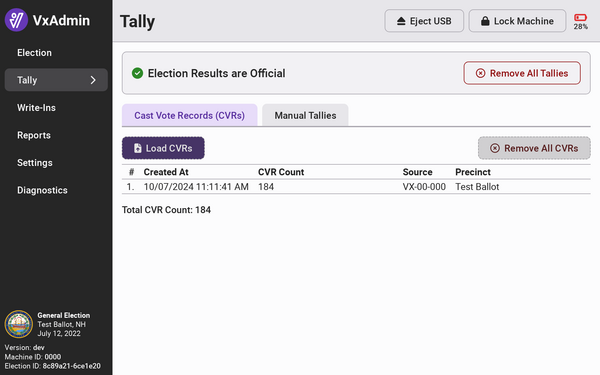 VxAdmin
Election
Tally
Write-Ins
Reports
Settings
Diagnostics
General Election
Test Ballot, NH
July 12, 2022
Version: dev
Machine ID: 0000
Election ID: 8c89a21-6ce1e20
Tally
Eject USB
Lock Machine
28%
Election Results are Official
Remove All Tallies
Cast Vote Records (CVRs)
Manual Tallies
Load CVRs
Remove All CVRs
# Created At CVR Count Source Precinct
1. 10/07/2024 11:11:41 AM 184 VX-00-000 Test Ballot
Total CVR Count: 184